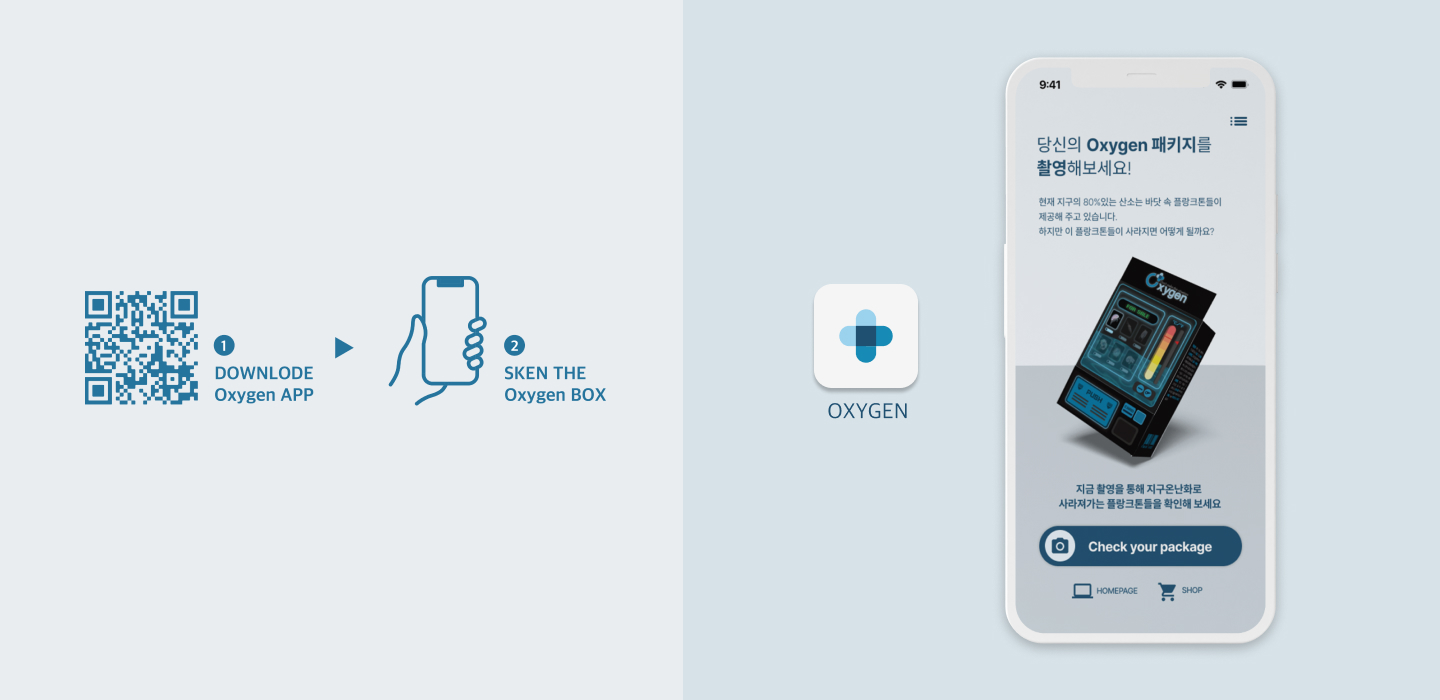 1
DOWNLODE
Oxygen APP
2
SKEN THE
Oxygen BOX
OXYGEN
9:41
당신의 Oxygen 패키지를
촬영해보세요!
현재 지구의 80%있는 산소는 바닷 속 플랑크톤들이
제공해 주고 있습니다.
하지만 이 플랑크톤들이 사라지면 어떻게 될까요?
Oxygen
PUSH
지금 촬영을 통해 지구온난화로
사라져가는 플랑크톤들을 확인해 보세요
Check your package
HOMEPAGE
SHOP